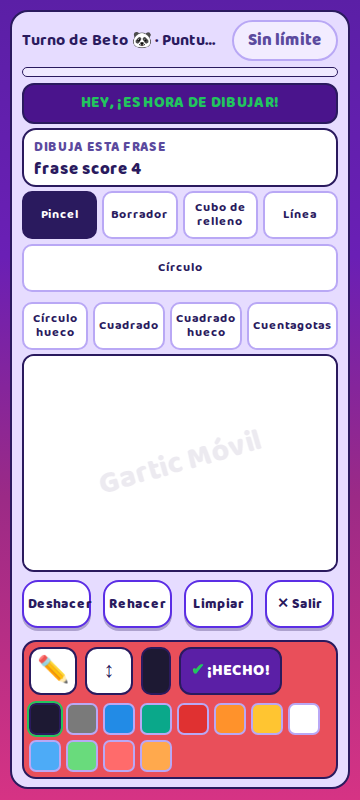 Turno de Beto 🐼 · Puntu...
Sin límite
HEY, ¡ES HORA DE DIBUJAR!
DIBUJA ESTA FRASE
frase score 4
Pincel
Borrador
Cubo de
relleno
Línea
Círculo
Círculo
hueco
Cuadrado
Cuadrado
hueco
Cuentagotas
Gartic Móvil
Deshacer
Rehacer
Limpiar
✕ Salir
✔ ¡HECHO!